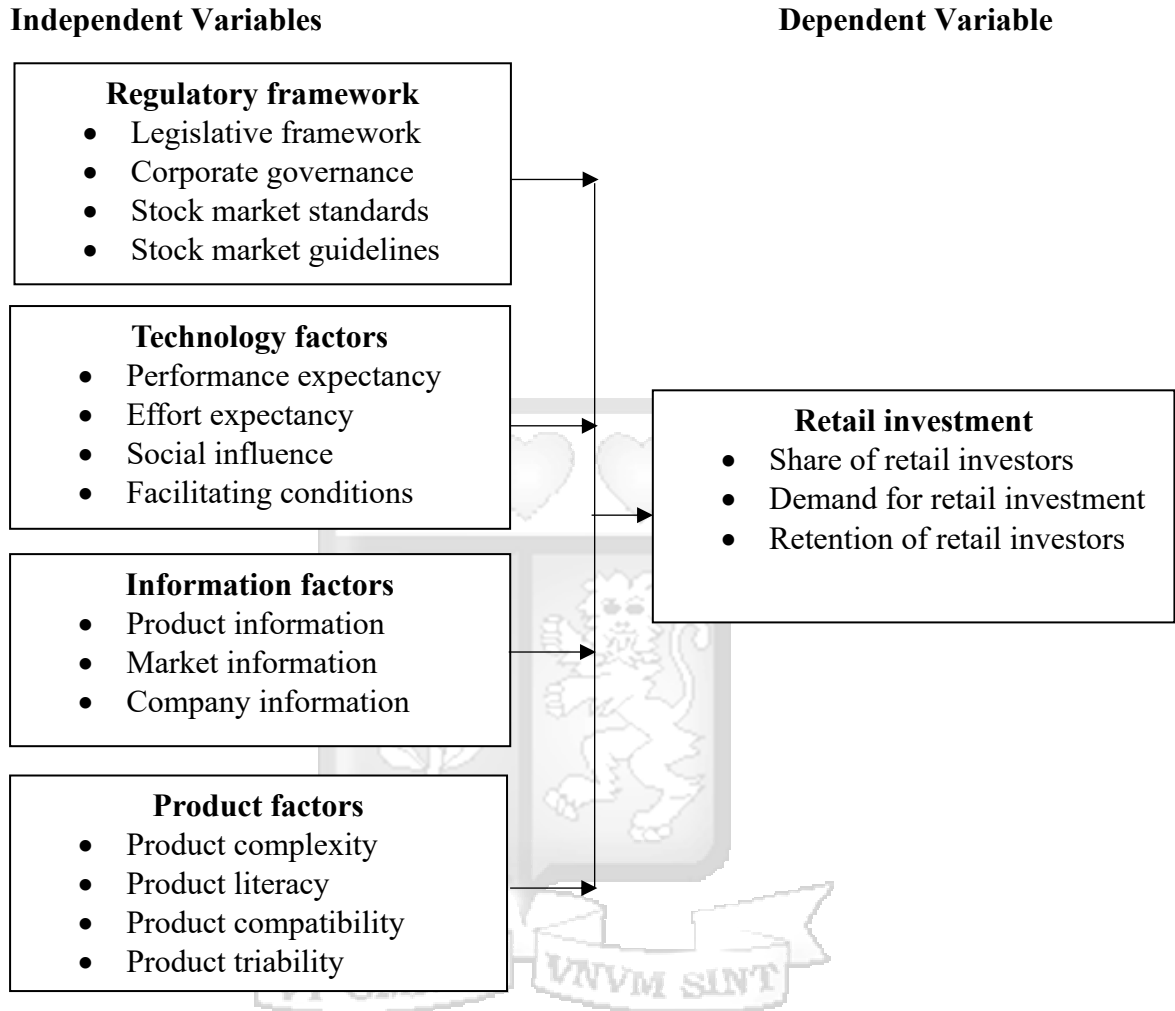 Independent Variables
Dependent Variable
Regulatory framework
• Legislative framework
• Corporate governance
• Stock market standards
• Stock market guidelines
Technology factors
• Performance expectancy
• Effort expectancy
• Social influence
• Facilitating conditions
Information factors
• Product information
• Market information
• Company information
Product factors
• Product complexity
• Product literacy
• Product compatibility
• Product triability
Retail investment
• Share of retail investors
• Demand for retail investment
• Retention of retail investors
VNVM SINT